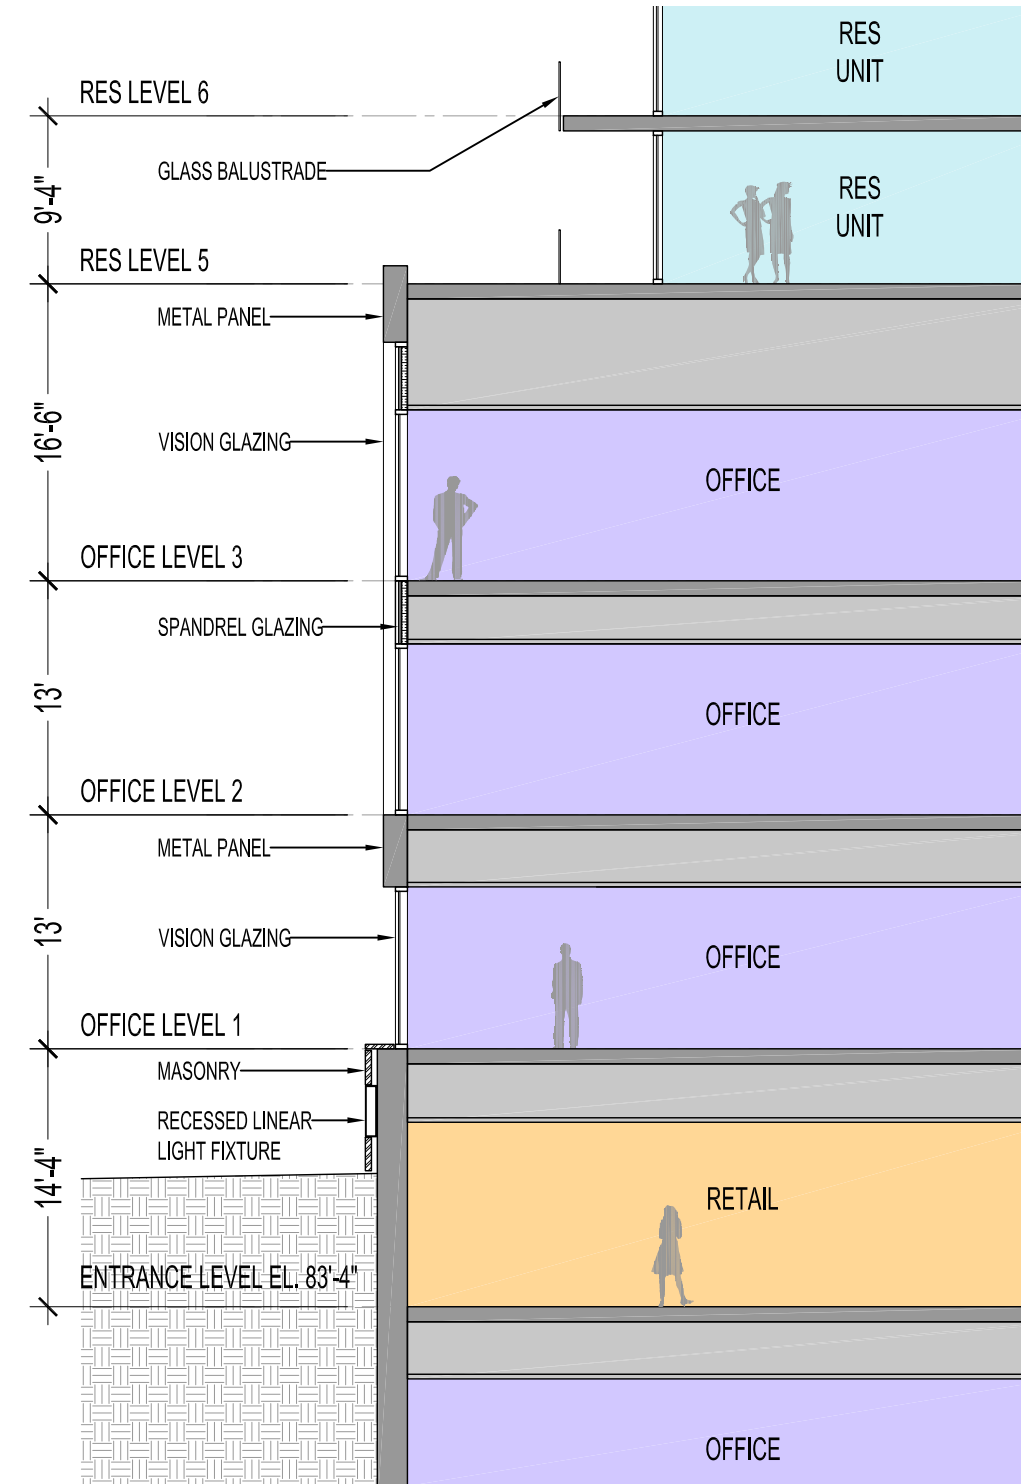 RES
UNIT
RES LEVEL 6
GLASS BALUSTRADE
9'-4"
RES
UNIT
RES LEVEL 5
METAL PANEL
16'-6"
VISION GLAZING
OFFICE
OFFICE LEVEL 3
SPANDREL GLAZING
13'
OFFICE
OFFICE LEVEL 2
METAL PANEL
13'
VISION GLAZING
OFFICE
OFFICE LEVEL 1
MASONRY
RECESSED LINEAR
LIGHT FIXTURE
14'-4"
RETAIL
ENTRANCE LEVEL EL. 83'-4"
OFFICE